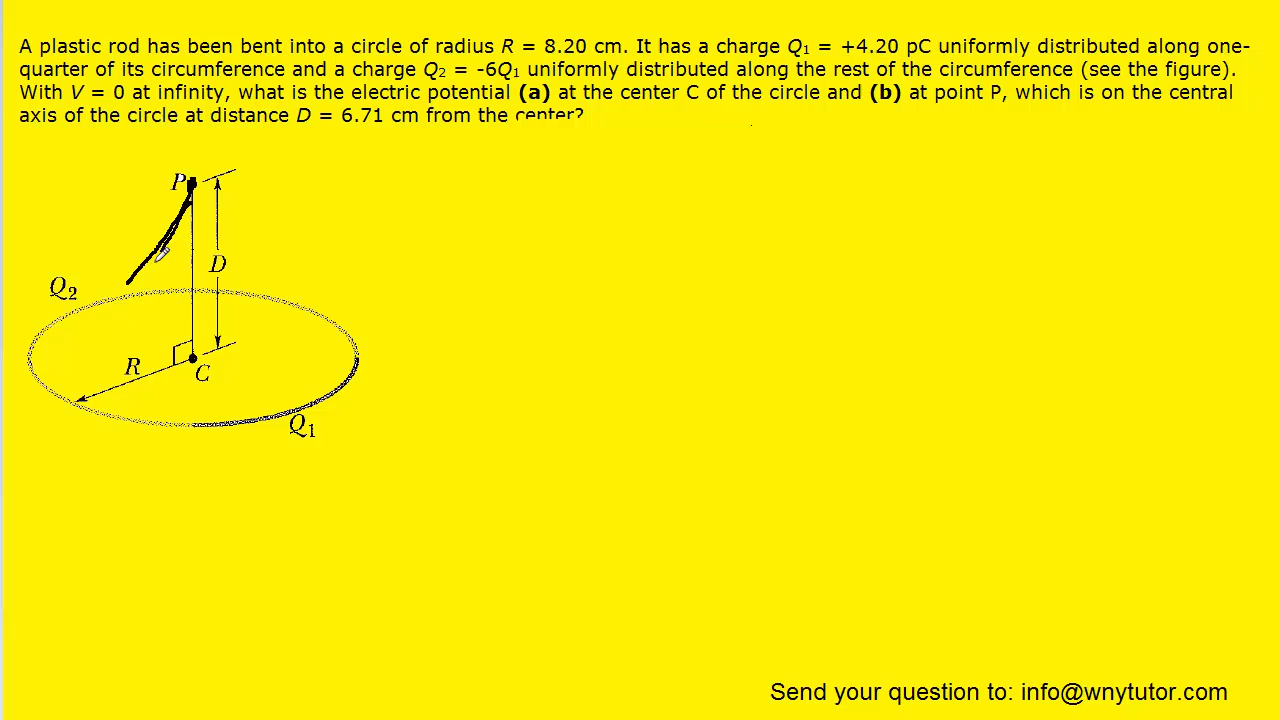 A plastic rod has been bent into a circle of radius R = 8.20 cm. It has a charge Q₁ = +4.20 pC uniformly distributed along one-
quarter of its circumference and a charge Q₂ = -6Q₁ uniformly distributed along the rest of the circumference (see the figure).
With V = 0 at infinity, what is the electric potential (a) at the center C of the circle and (b) at point P, which is on the central
axis of the circle at distance D = 6.71 cm from the center?
P
D
Q₂
R
C
Q₁
Send your question to: info@wnytutor.com